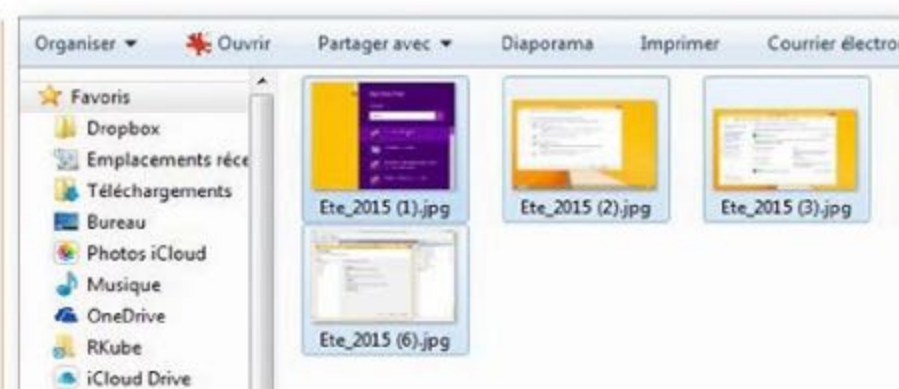 Organiser Ouvrir Partager avec Diaporama Imprimer Courrier électro
Favoris
Dropbox
Emplacements réce
Téléchargements
Bureau
Photos iCloud
Musique
OneDrive
RKube
iCloud Drive
Ete_2015 (1).jpg Ete_2015 (2).jpg Ete_2015 (3).jpg
Ete_2015 (6).jpg